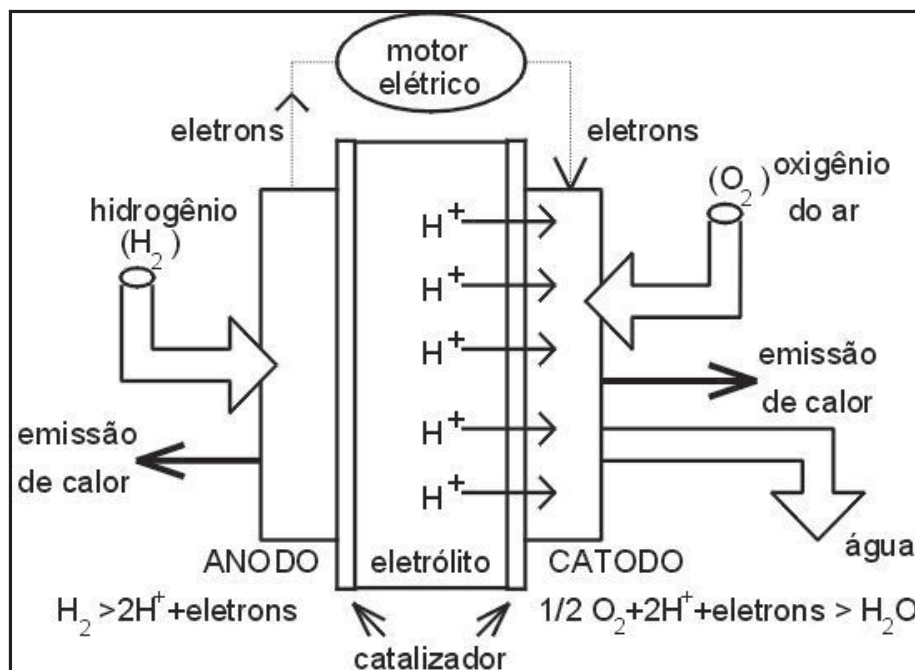 motor
elétrico
eletrons
eletrons
hidrogênio
(H₂)
(O₂) oxigênio
do ar
H⁺
H⁺
H⁺
H⁺
H⁺
emissão
de calor
emissão
de calor
água
ANODO
eletrólito
CATODO
H₂ >2H⁺+eletrons
1/2 O₂+2H⁺+eletrons > H₂O
catalizador